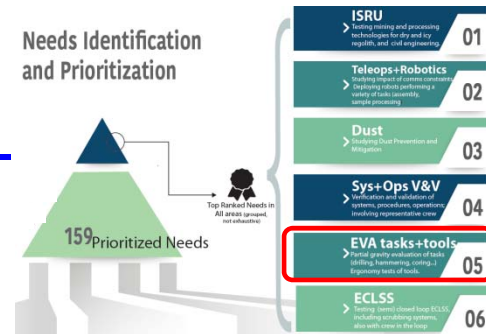 Needs Identification
and Prioritization
159 Prioritized Needs
Top Ranked Needs in
All areas (grouped,
not exhaustive)
ISRU
Testing mining and processing
technologies for dry and icy
regolith, and civil engineering,
01
Teleops+Robotics
Studying impact of comms constraints
Deploying robots performing a
variety of tasks (assembly,
sample processing
02
Dust
Studying Dust Prevention and
Mitigation
03
Sys+Ops V&V
Verification and validation of
systems, procedures, operations;
involving representative crew
04
EVA tasks+tools
Partial gravity evaluation of tasks
(drilling, hammering, coring...)
Ergonomy tests of tools.
05
ECLSS
Testing (semi) closed loop ECLSS,
including scrubbing systems,
also with crew in the loop
06